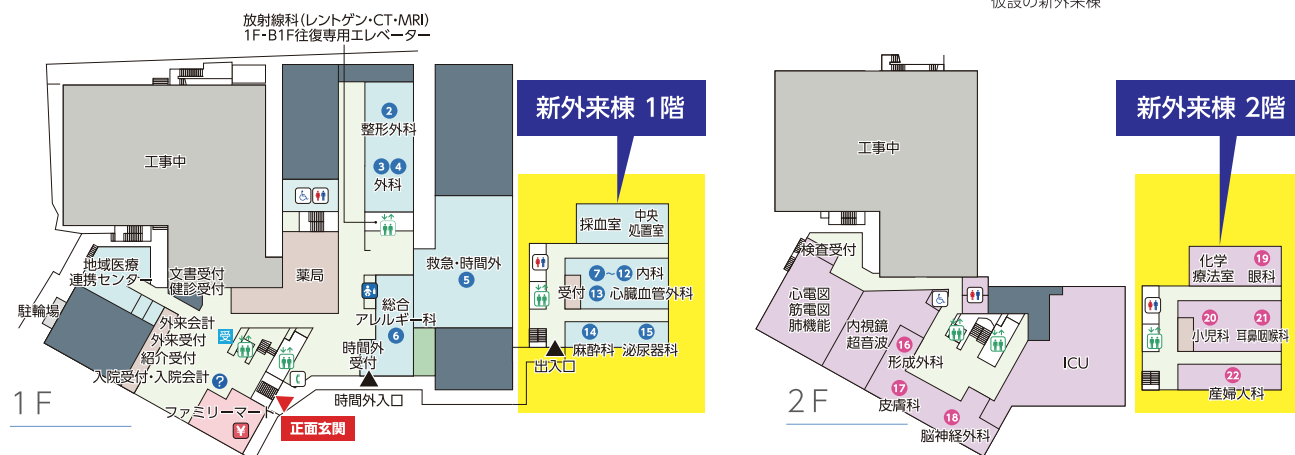 仮設の新外来棟
放射線科（レントゲン・CT・MRI）
1F・B1F往復専用エレベーター
新外来棟 1階
工事中
2
整形外科
3 4
外科
採血室
中央
処置室
薬局
救急・時間外
5
地域医療
連携センター
文書受付
健診受付
7～12 内科
受付
13 心臓血管外科
総合
アレルギー科
6
駐輪場
外来会計
外来受付
紹介受付
入院受付・入院会計
受
?
時間外
受付
14
麻酔科
15
泌尿器科
出入口
時間外入口
ファミリーマート
¥
正面玄関
1F
新外来棟 2階
工事中
検査受付
化学
療法室
19
眼科
心電図
筋電図
肺機能
内視鏡
超音波
16
形成外科
ICU
20
小児科
21
耳鼻咽喉科
17
皮膚科
22
産婦人科
18
脳神経外科
2F